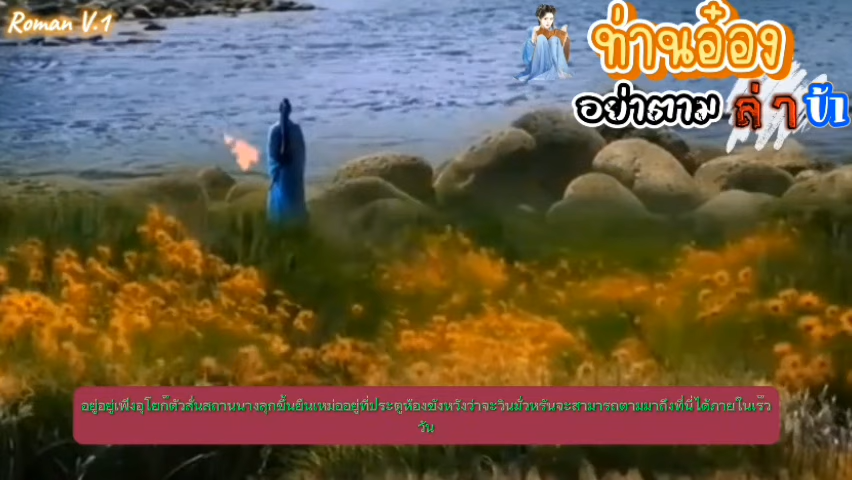 Roman V.1
ท่านอ๋อง
อย่าตาม ล่า ข้า
อยู่อยู่เฟิงอุโยก๊ตัวสั่นสถานนางลุกขึ้นยืนเหม่ออยู่ที่ประตูห้องขังหวังว่าจะวินมั่วหรันจะสามารถตามมาถึงที่นี่ได้ภายในเร็ว
วัน